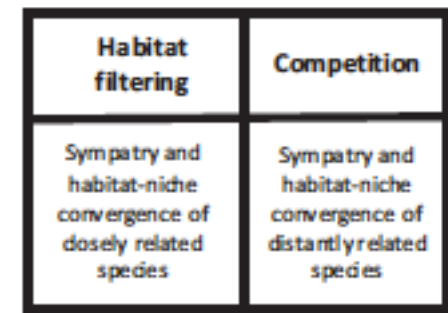 Habitat
filtering
Competition
Sympatry and
habitat-niche
convergence of
closely related
species
Sympatry and
habitat-niche
convergence of
distantly related
species